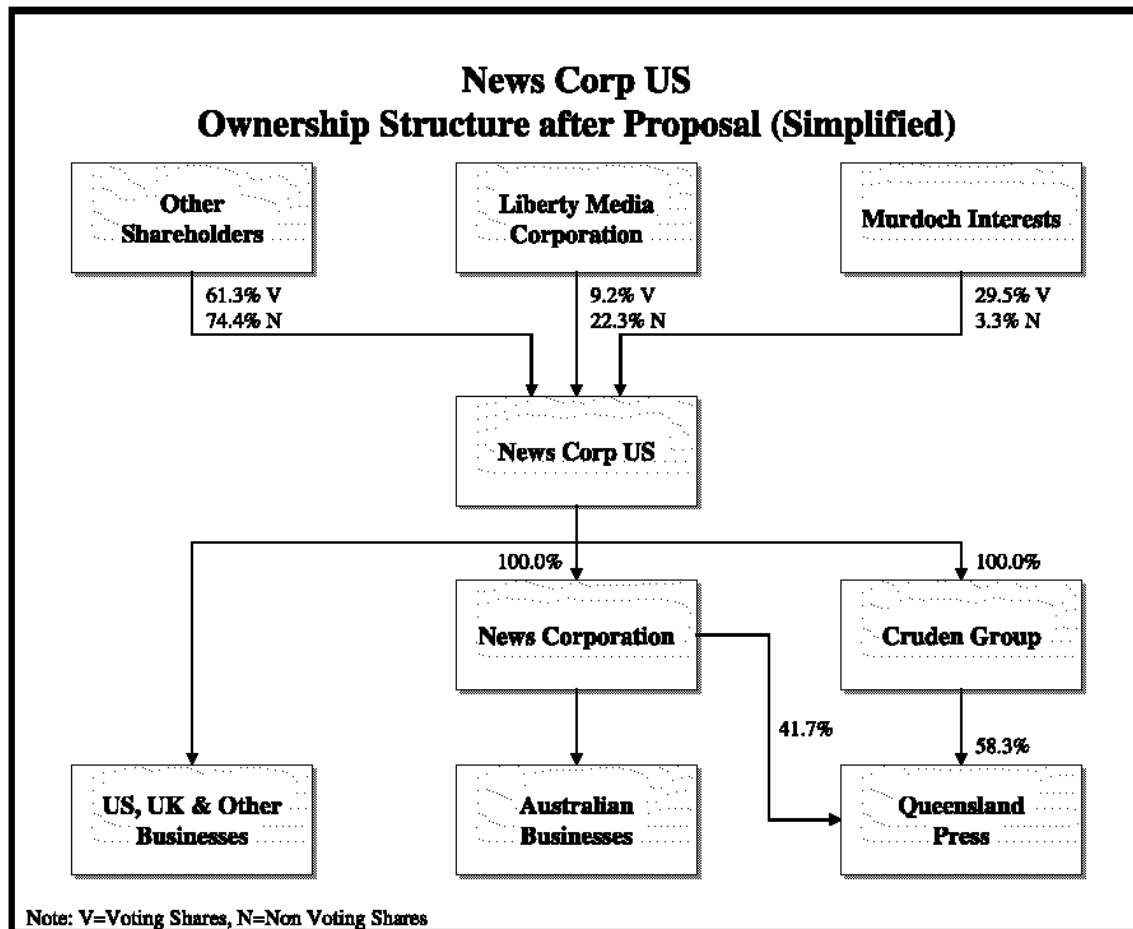 News Corp US
Ownership Structure after Proposal (Simplified)
Other
Shareholders
Liberty Media
Corporation
Murdoch Interests
61.3% V
74.4% N
9.2% V
22.3% N
29.5% V
3.3% N
News Corp US
100.0%
100.0%
News Corporation
Cruden Group
41.7%
58.3%
US, UK & Other
Businesses
Australian
Businesses
Queensland
Press
Note: V=Voting Shares, N=Non Voting Shares